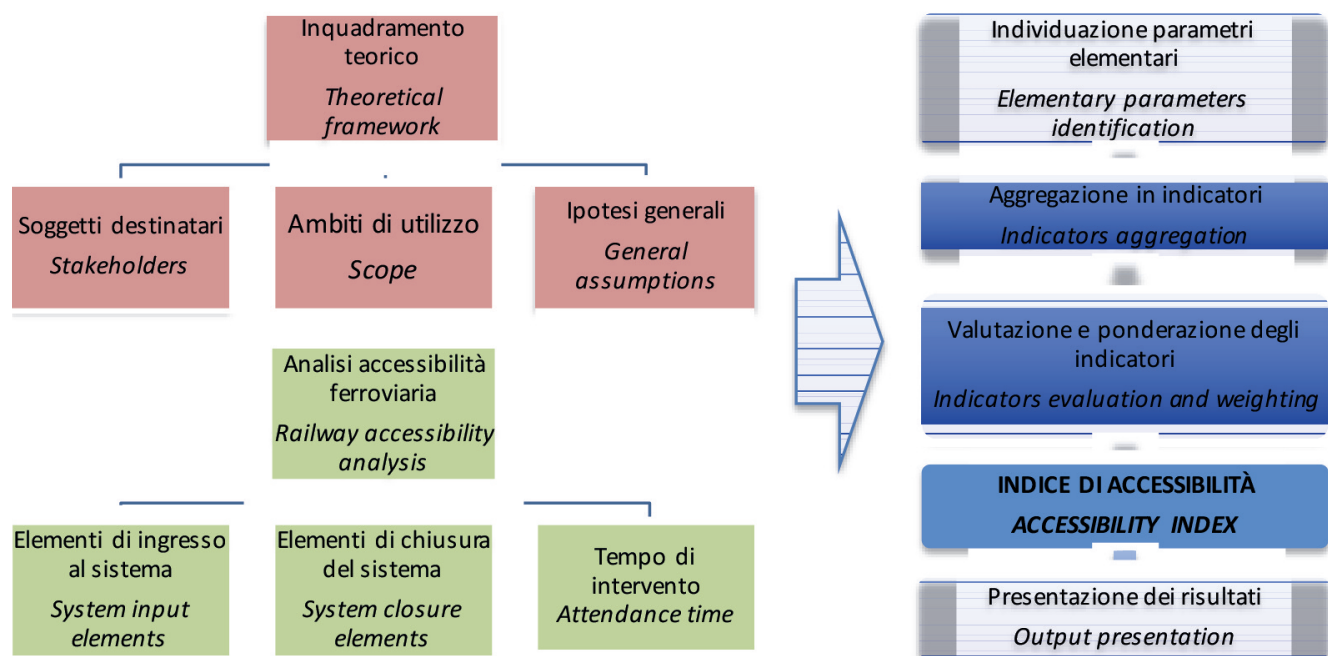 Inquadramento
teorico
Theoretical
framework
Soggetti destinatari
Stakeholders
Ambiti di utilizzo
Scope
Ipotesi generali
General
assumptions
Analisi accessibilità
ferroviaria
Railway accessibility
analysis
Elementi di ingresso
al sistema
System input
elements
Elementi di chiusura
del sistema
System closure
elements
Tempo di
intervento
Attendance time
Individuazione parametri
elementari
Elementary parameters
identification
Aggregazione in indicatori
Indicators aggregation
Valutazione e ponderazione degli
indicatori
Indicators evaluation and weighting
INDICE DI ACCESSIBILITÀ
ACCESSIBILITY INDEX
Presentazione dei risultati
Output presentation